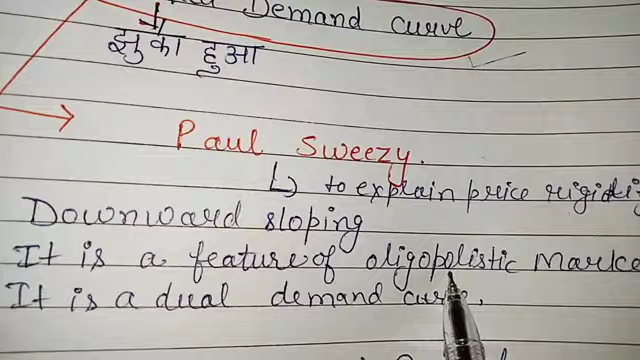 Demand curve
झुका हुआ
Paul Sweezy.
↳ to explain price
Downward sloping
It is a feature of oligopolistic
It is a dual demand curve.